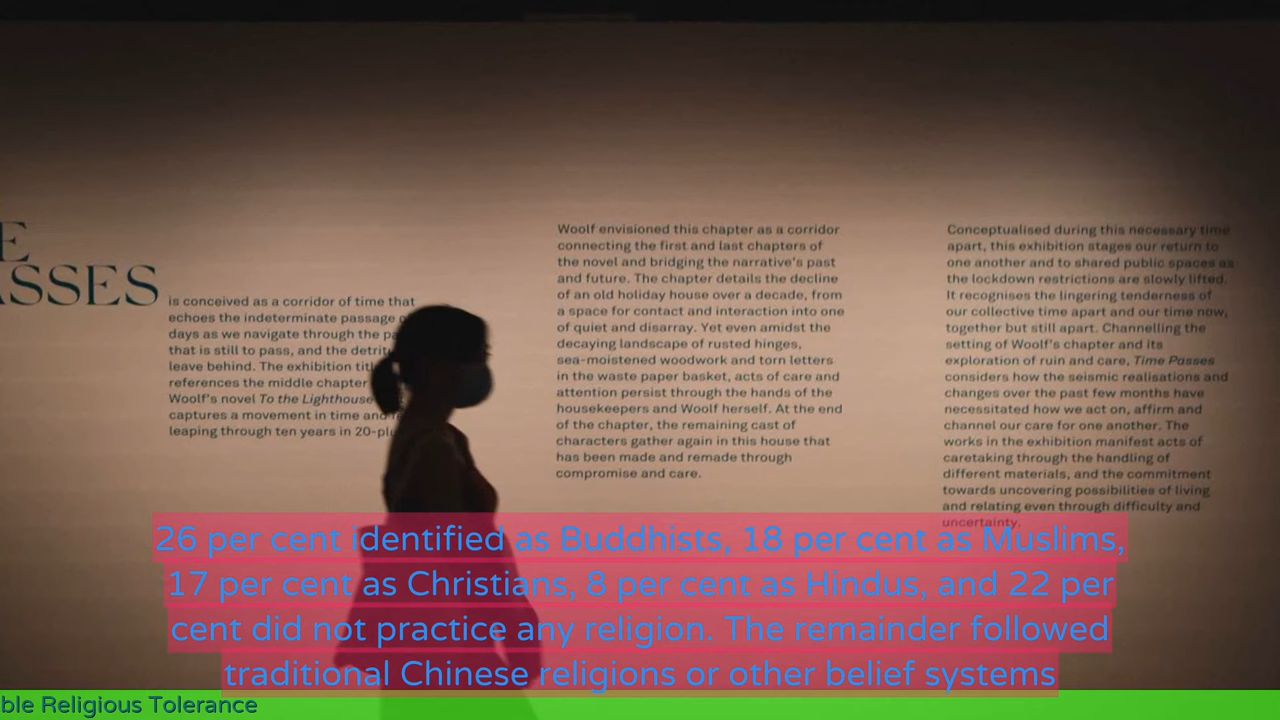 E
ASSES
is conceived as a corridor of time that
echoes the indeterminate passage
days as we navigate through the
that is still to pass, and the
leave behind. The exhibition
references the middle chapter
Woolf's novel To the Lighthouse
captures a movement in time and
leaping through ten years in
Woolf envisioned this chapter as a corridor
connecting the first and last chapters of
the novel and bridging the narrative's past
and future. The chapter details the decline
of an old holiday house over a decade, from
a space for contact and interaction into one
of quiet and disarray. Yet even amidst the
decaying landscape of rusted hinges,
sea-moistened woodwork and torn letters
in the waste paper basket, acts of care and
attention persist through the hands of the
housekeepers and Woolf herself. At the end
of the chapter, the remaining cast of
characters gather again in this house that
has been made and remade through
compromise and care.
Conceptualised during this necessary time
apart, this exhibition stages our return to
one another and to shared public spaces as
the lockdown restrictions are slowly lifted.
It recognises the lingering tenderness of
our collective time apart and our time now,
together but still apart. Channelling the
setting of Woolf's chapter and its
exploration of ruin and care, Time Passes
considers how the seismic realisations and
changes over the past few months have
necessitated how we act on, affirm and
channel our care for one another. The
works in the exhibition manifest acts of
caretaking through the handling of
different materials, and the commitment
towards uncovering possibilities of living
and relating even through difficulty and
uncertainty.
26 per cent identified as Buddhists, 18 per cent as Muslims,
17 per cent as Christians, 8 per cent as Hindus, and 22 per
cent did not practice any religion. The remainder followed
traditional Chinese religions or other belief systems
ble Religious Tolerance